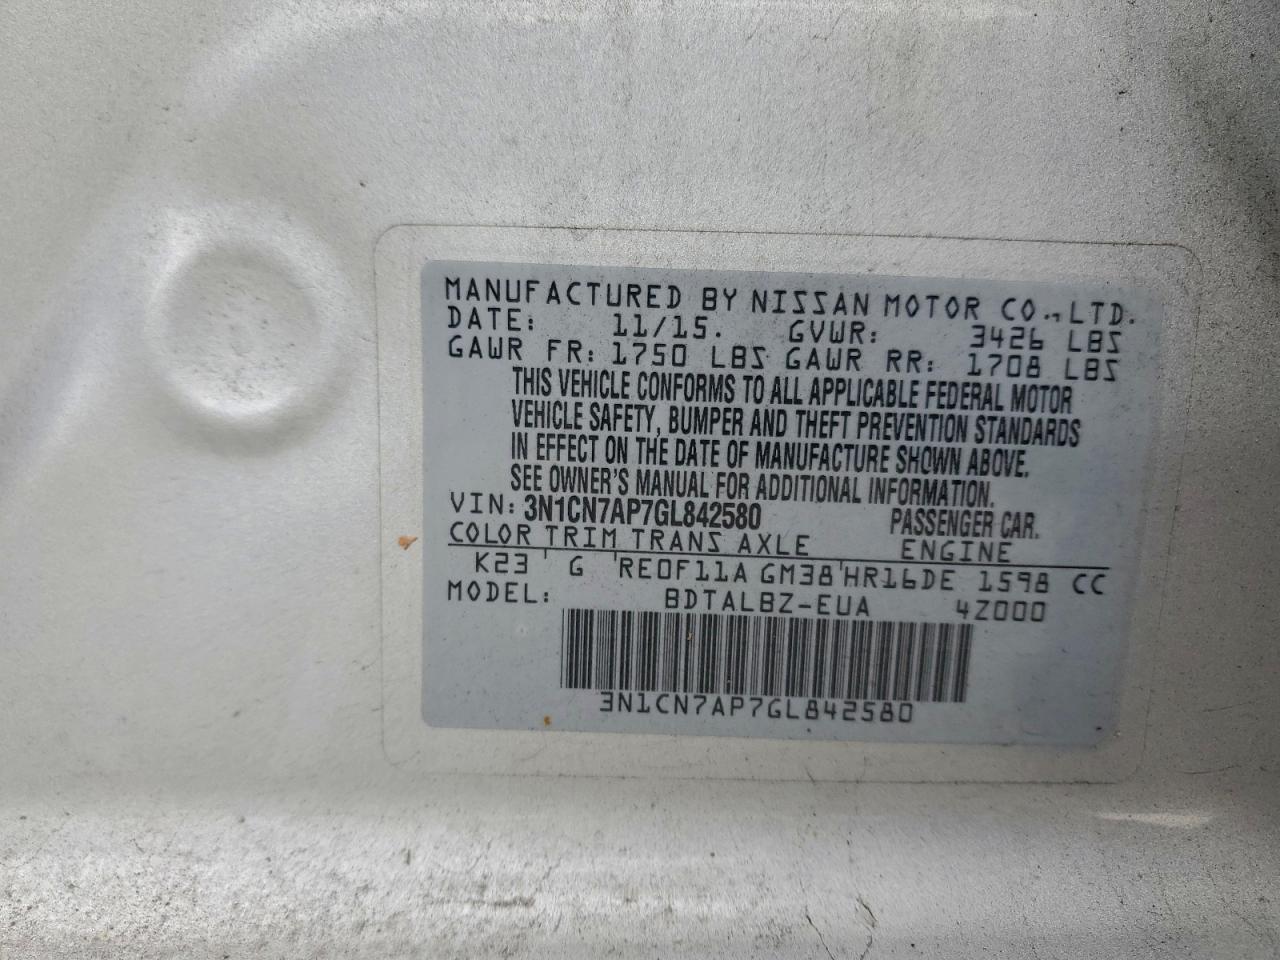 MANUFACTURED BY NISSAN MOTOR CO., LTD.
DATE: 11/15. GVWR: 3426 LBS
GAWR FR: 1750 LBS GAWR RR: 1708 LBS
THIS VEHICLE CONFORMS TO ALL APPLICABLE FEDERAL MOTOR
VEHICLE SAFETY, BUMPER AND THEFT PREVENTION STANDARDS
IN EFFECT ON THE DATE OF MANUFACTURE SHOWN ABOVE.
SEE OWNER'S MANUAL FOR ADDITIONAL INFORMATION.
VIN: 3N1CN7AP7GL842580 PASSENGER CAR.
COLOR TRIM TRANS AXLE ENGINE
K23 ' G ' RE0F11A GM38 ' HR16DE 1598 CC
MODEL: BDTALBZ-EUA 4Z000
3N1CN7AP7GL842580